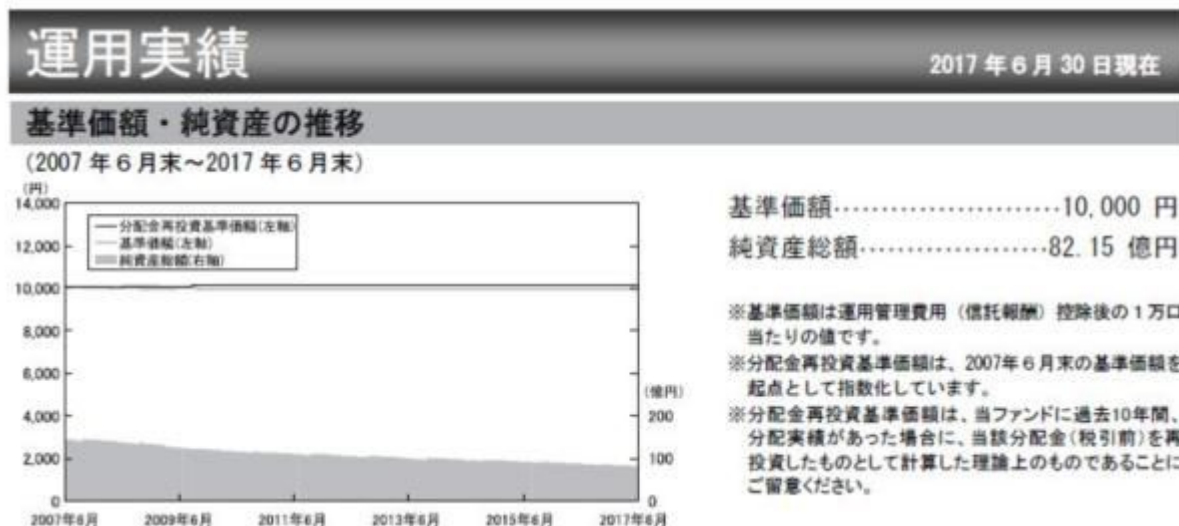 運用実績
2017年6月30日現在
基準価額・純資産の推移
(2007年6月末～2017年6月末)
(円)
14,000
12,000
10,000
8,000
6,000
4,000
2,000
0
分配金再投資基準価額(左軸)
基準価額(左軸)
純資産総額(右軸)
(億円)
200
100
0
2007年6月
2009年6月
2011年6月
2013年6月
2015年6月
2017年6月
基準価額························10,000 円
純資産総額····················82.15 億円
※基準価額は運用管理費用（信託報酬）控除後の1万口
当たりの値です。
※分配金再投資基準価額は、2007年6月末の基準価額を
起点として指数化しています。
※分配金再投資基準価額は、当ファンドに過去10年間、
分配実績があった場合に、当該分配金(税引前)を再
投資したものとして計算した理論上のものであることに
ご留意ください。